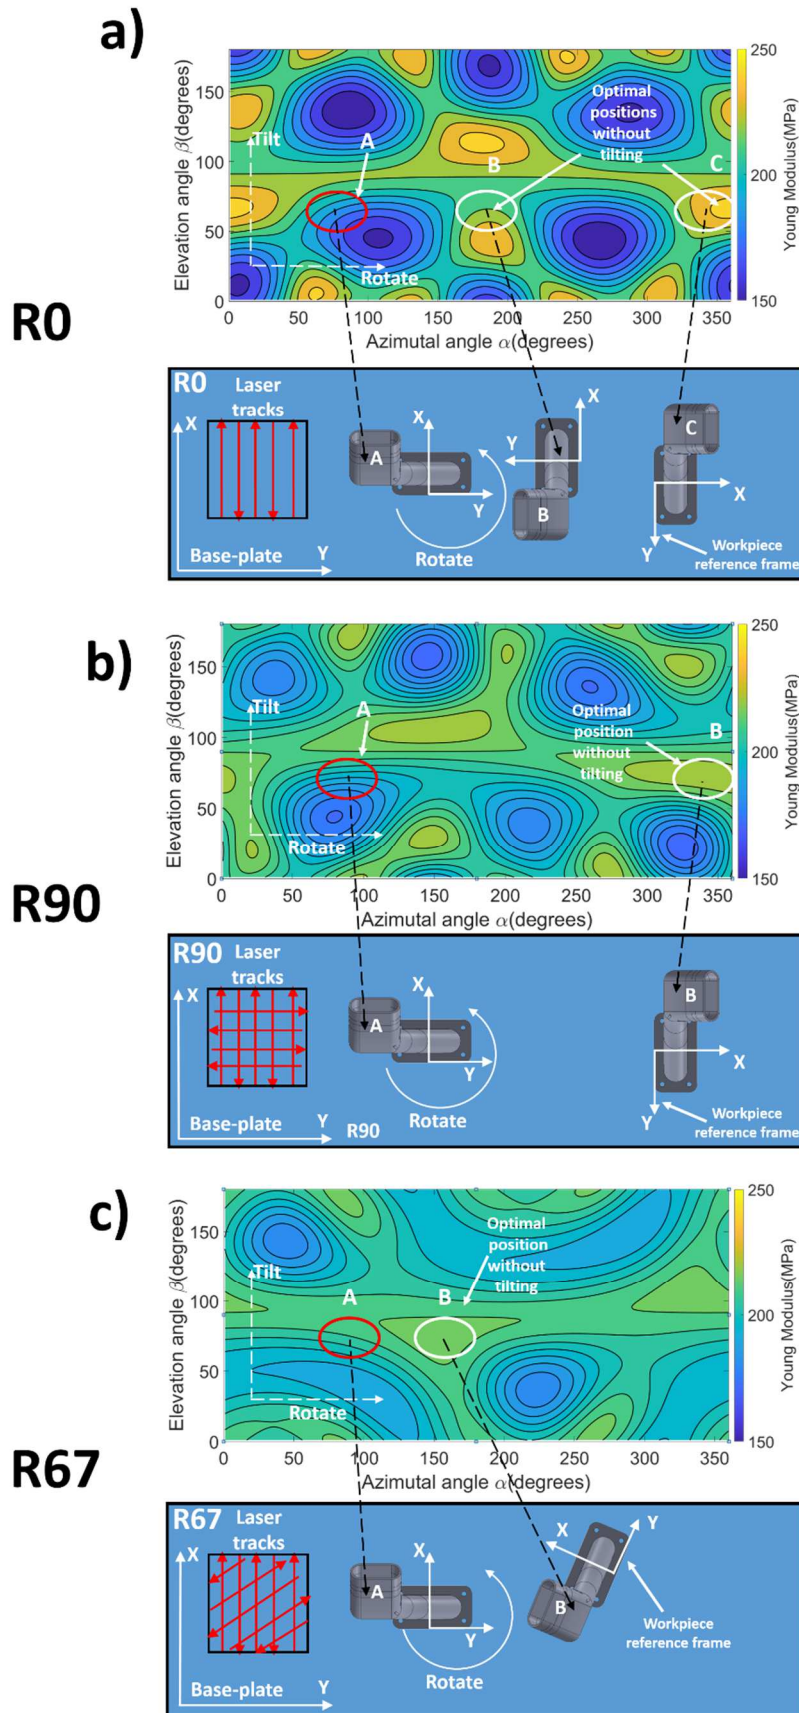 a)
R0
Elevation angle β(degrees)
150
100
50
0
Tilt
A
B
Optimal
positions
without
tilting
C
Rotate
0
50
100
150
200
250
300
350
Azimutal angle α(degrees)
250
200
150
Young Modulus(MPa)
R0
Laser
tracks
X
Base-plate
Y
A
X
Y
Rotate
X
Y
B
C
X
Y
Workpiece
reference frame
b)
R90
Elevation angle β(degrees)
150
100
50
0
Tilt
A
Optimal
position
without
tilting
B
Rotate
0
50
100
150
200
250
300
350
Azimutal angle α(degrees)
250
200
150
Young Modulus(MPa)
R90
Laser
tracks
X
Base-plate
Y
R90
A
X
Y
Rotate
B
X
Y
Workpiece
reference frame
c)
R67
Elevation angle β(degrees)
150
100
50
0
Tilt
A
B
Optimal
position
without
tilting
Rotate
0
50
100
150
200
250
300
350
Azimutal angle α(degrees)
250
200
150
Young Modulus(MPa)
R67
Laser
tracks
X
Base-plate
Y
A
X
Y
Rotate
X
Y
B
Workpiece
reference frame